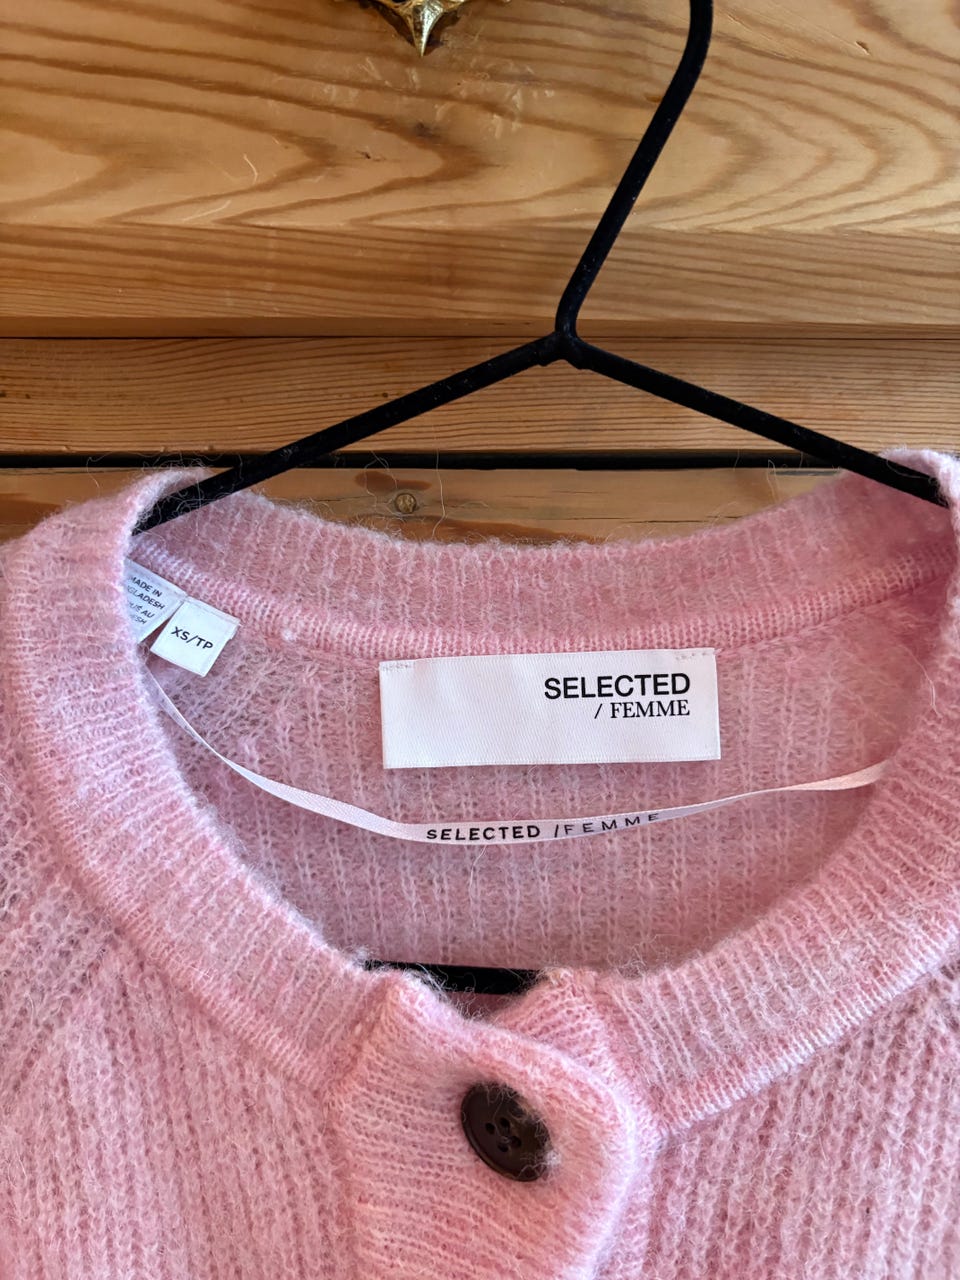 MADE IN
XS/TP
SELECTED
/ FEMME
SELECTED /FEMME